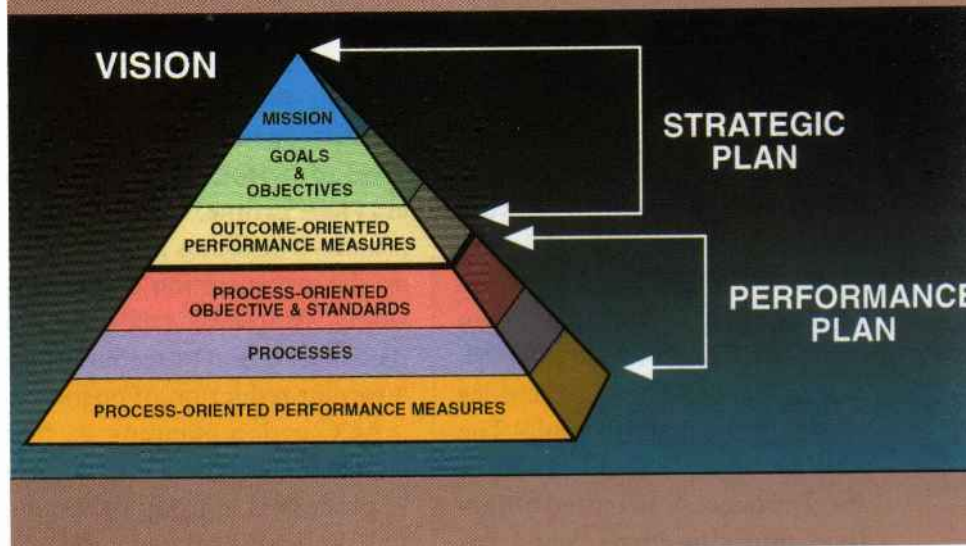 VISION
MISSION
GOALS
&
OBJECTIVES
OUTCOME-ORIENTED
PERFORMANCE MEASURES
PROCESS-ORIENTED
OBJECTIVE & STANDARDS
PROCESSES
PROCESS-ORIENTED PERFORMANCE MEASURES
STRATEGIC
PLAN
PERFORMANCE
PLAN